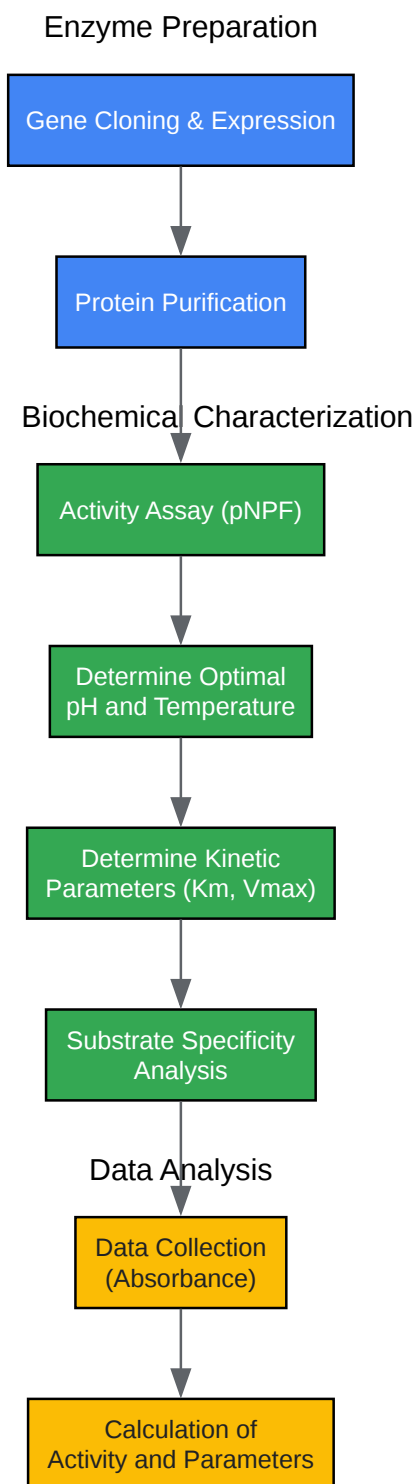 Enzyme Preparation
Gene Cloning & Expression
Protein Purification
Biochemical Characterization
Activity Assay (pNPF)
Determine Optimal
pH and Temperature
Determine Kinetic
Parameters (Km, Vmax)
Substrate Specificity
Analysis
Data Analysis
Data Collection
(Absorbance)
Calculation of
Activity and Parameters